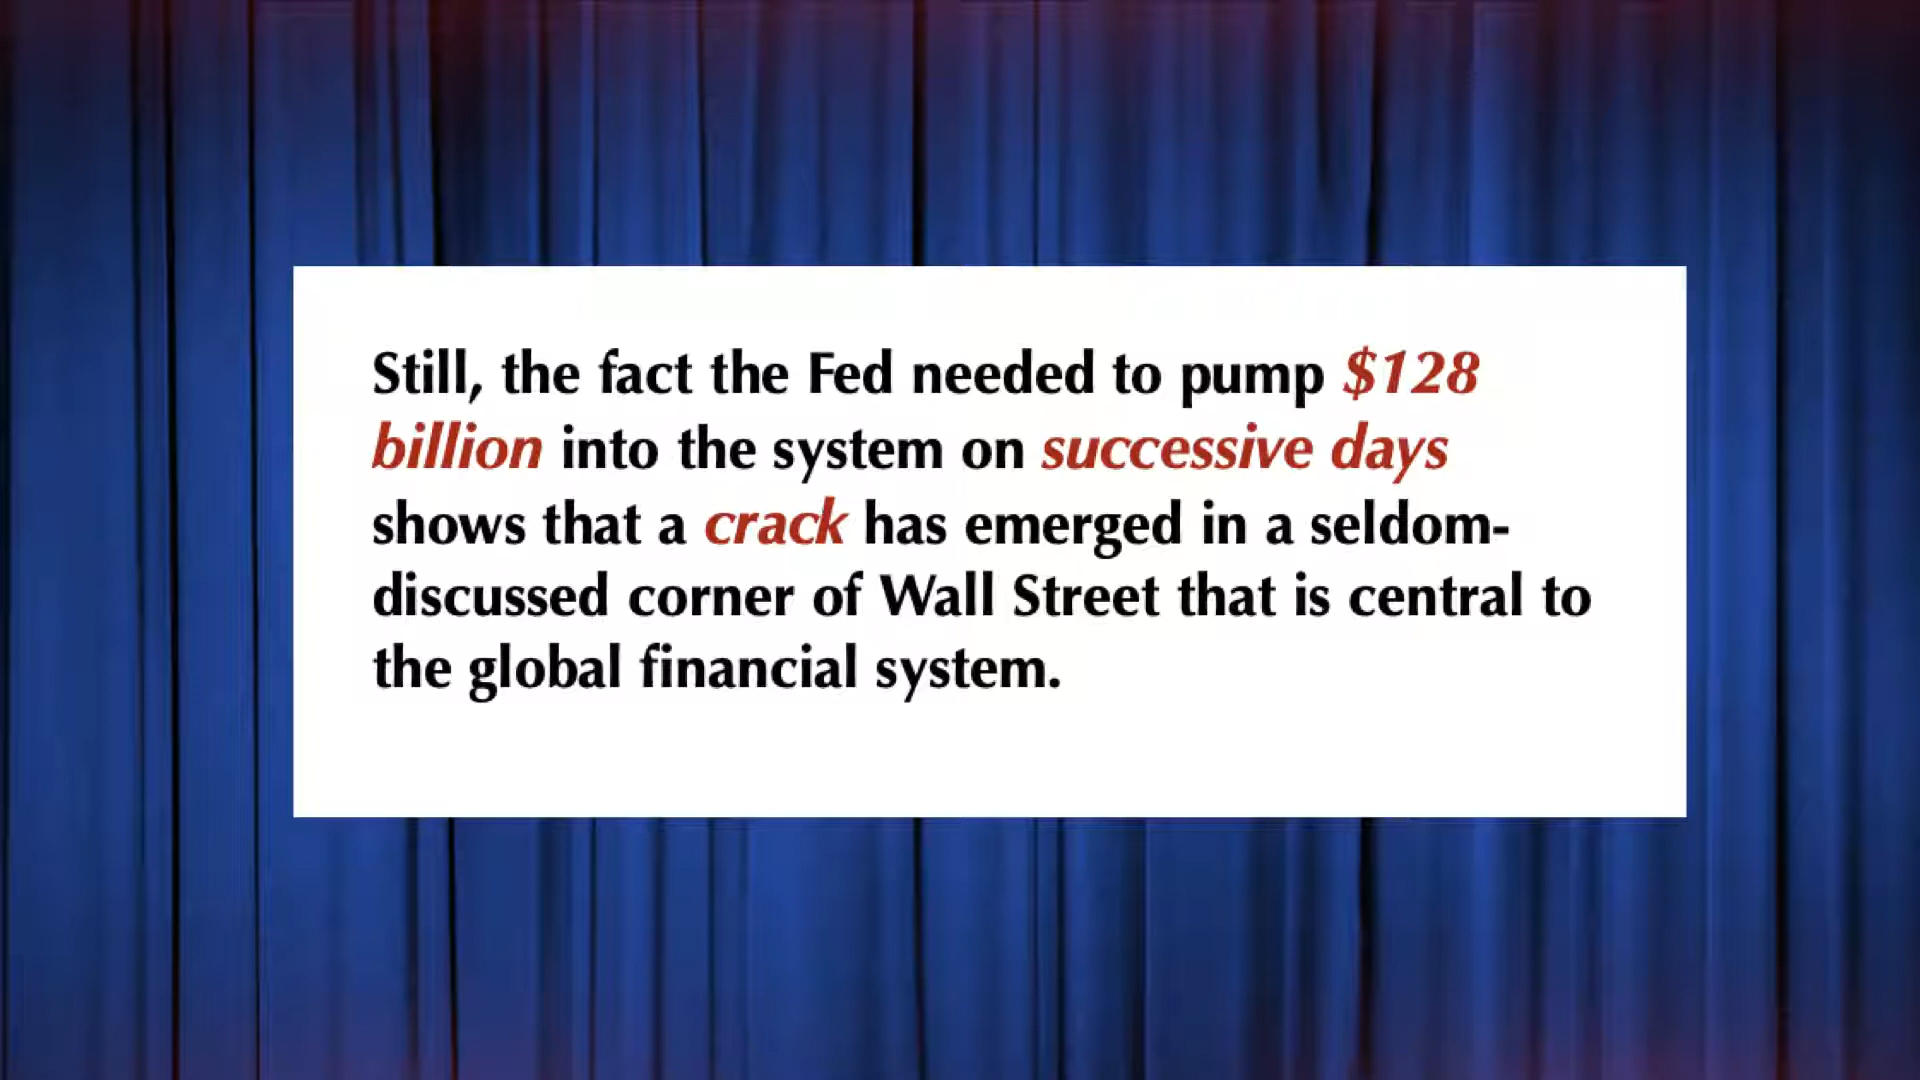 Still, the fact the Fed needed to pump $128
billion into the system on successive days
shows that a crack has emerged in a seldom-
discussed corner of Wall Street that is central to
the global financial system.